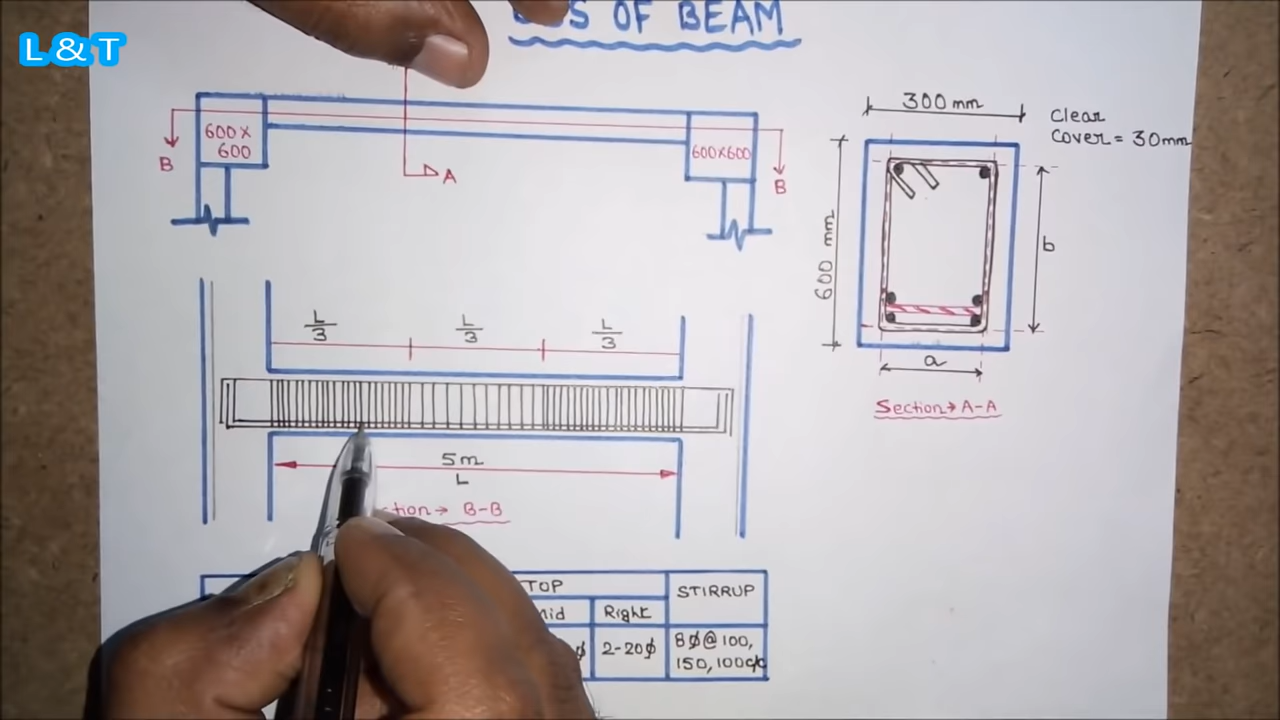 L&T
OF BEAM
600x
600
600x600
B
A
B
300 mm
Clear
Cover = 30mm
600 mm
b
a
Section→ A-A
L/3
L/3
L/3
5m
L
B-B
TOP
STIRRUP
Right
2-20ϕ
8ϕ@100,
150,100c/c